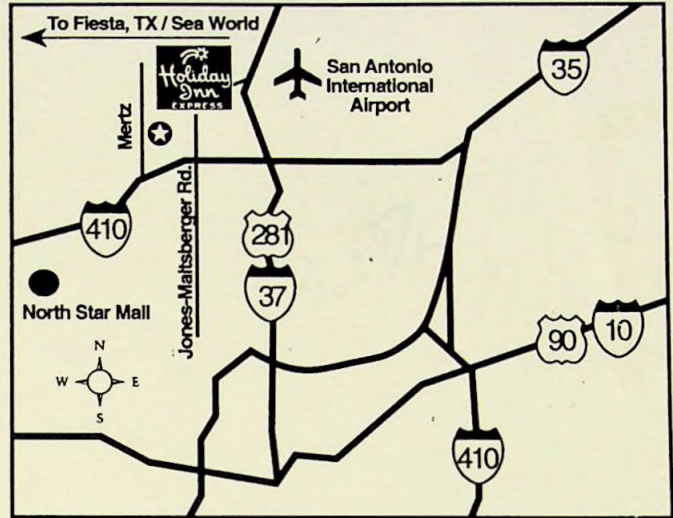 To Fiesta, TX / Sea World
Holiday
Inn
EXPRESS
San Antonio
International
Airport
35
Mertz
Jones-Maltsberger Rd.
410
281
37
North Star Mall
90
10
N
W
E
S
410